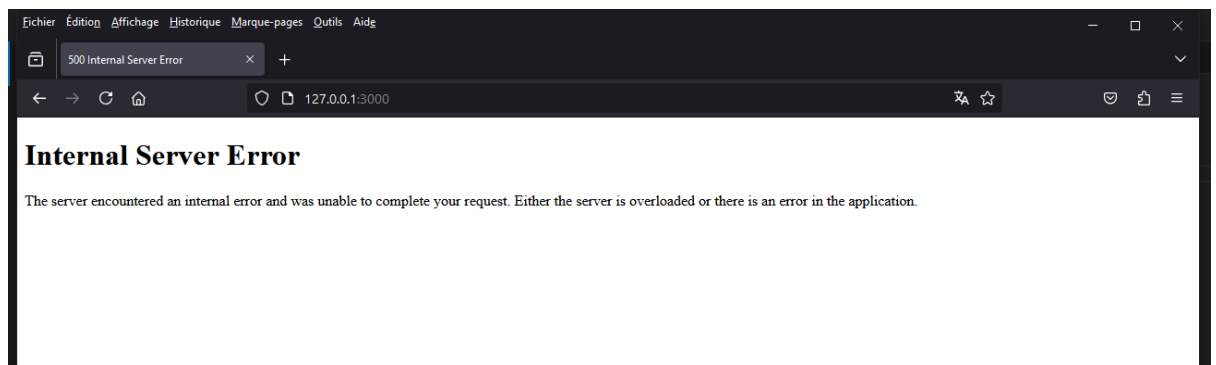 Fichier Édition Affichage Historique Marque-pages Outils Aide
500 Internal Server Error
127.0.0.1:3000
Internal Server Error
The server encountered an internal error and was unable to complete your request. Either the server is overloaded or there is an error in the application.